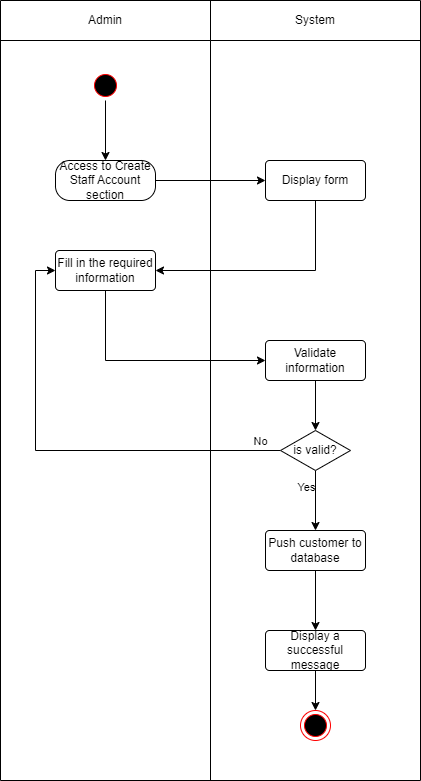 Admin
System
Access to Create
Staff Account
section
Display form
Fill in the required
information
Validate
information
is valid?
No
Yes
Push customer to
database
Display a
successful
message